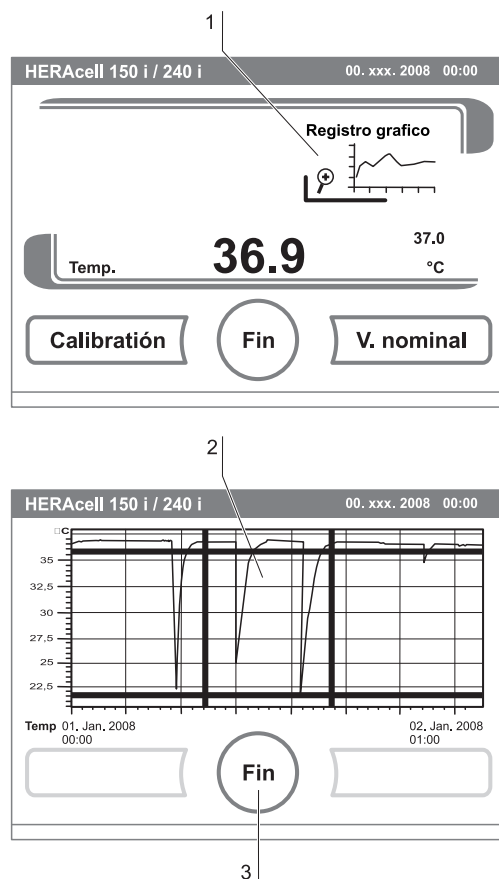 1
HERAcell 150 i / 240 i 00. xxx. 2008 00:00
Registro grafico
Temp. 36.9 37.0
°C
Calibratión Fin V. nominal
2
HERAcell 150 i / 240 i 00. xxx. 2008 00:00
□C
35
32,5
30
27,5
25
22,5
Temp 01. Jan. 2008 02. Jan. 2008
00:00 01:00
Fin
3